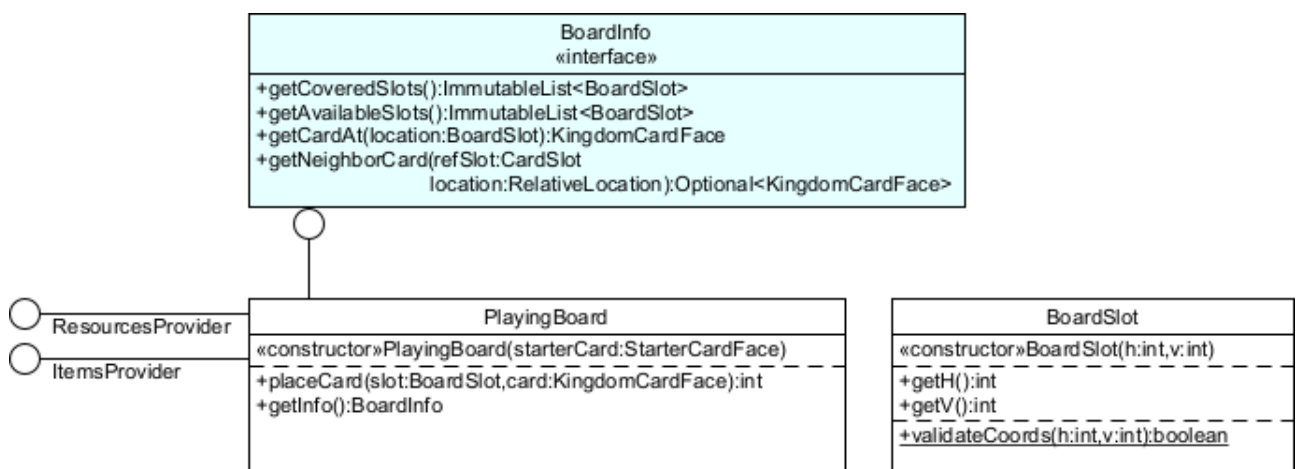 BoardInfo
«interface»
+getCoveredSlots():ImmutableList<BoardSlot>
+getAvailableSlots():ImmutableList<BoardSlot>
+getCardAt(location:BoardSlot):KingdomCardFace
+getNeighborCard(refSlot:CardSlot
location:RelativeLocation):Optional<KingdomCardFace>
ResourcesProvider
ItemsProvider
PlayingBoard
«constructor»PlayingBoard(starterCard:StarterCardFace)
+placeCard(slot:BoardSlot,card:KingdomCardFace):int
+getInfo():BoardInfo
BoardSlot
«constructor»BoardSlot(h:int,v:int)
+getH():int
+getV():int
+validateCoords(h:int,v:int):boolean